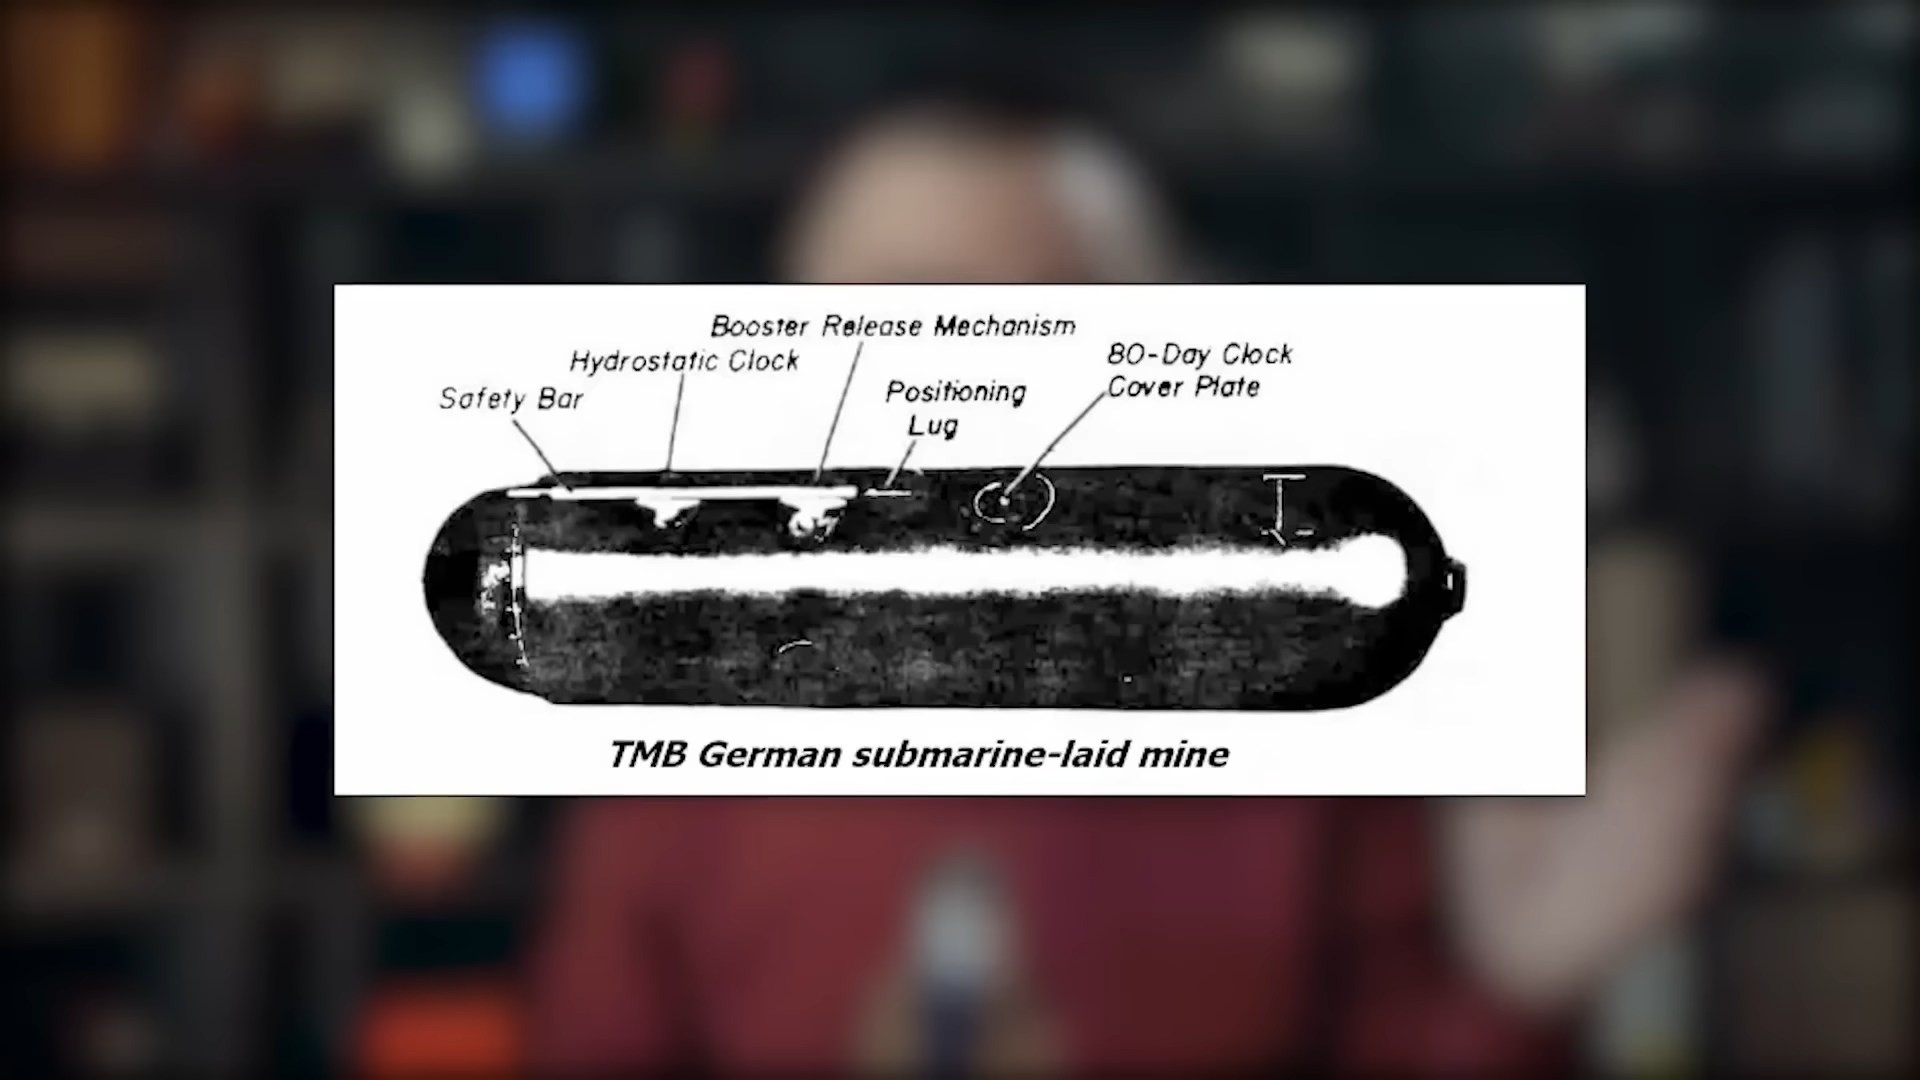 Booster Release Mechanism
Hydrostatic Clock
Safety Bar
Positioning
Lug
80-Day Clock
Cover Plate
TMB German submarine-laid mine